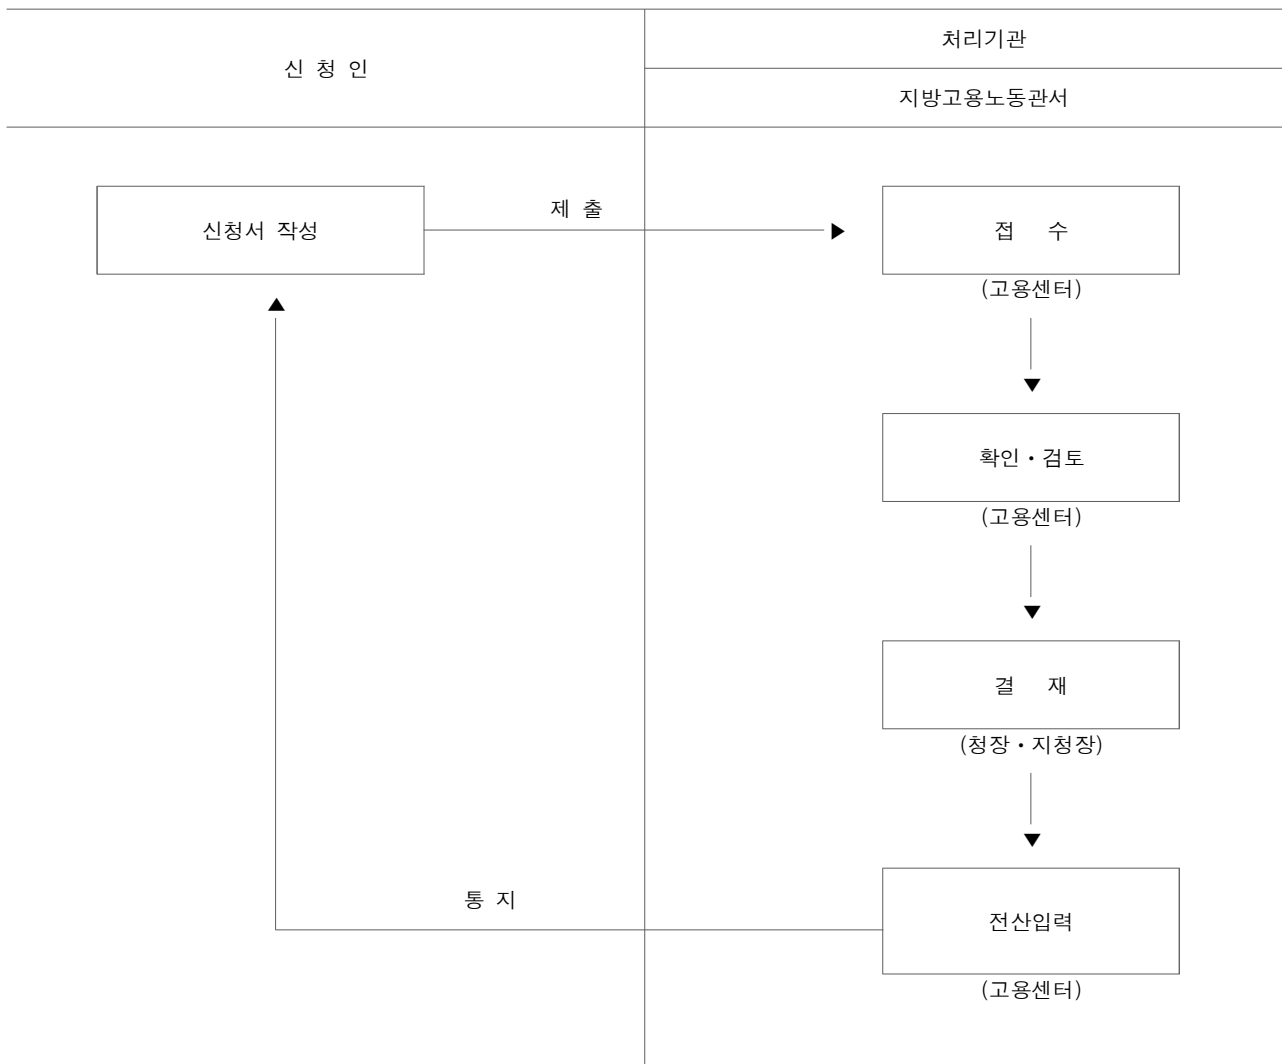 신 청 인
처리기관
지방고용노동관서
신청서 작성
제 출
접 수
(고용센터)
확인·검토
(고용센터)
결 재
(청장·지청장)
통 지
전산입력
(고용센터)